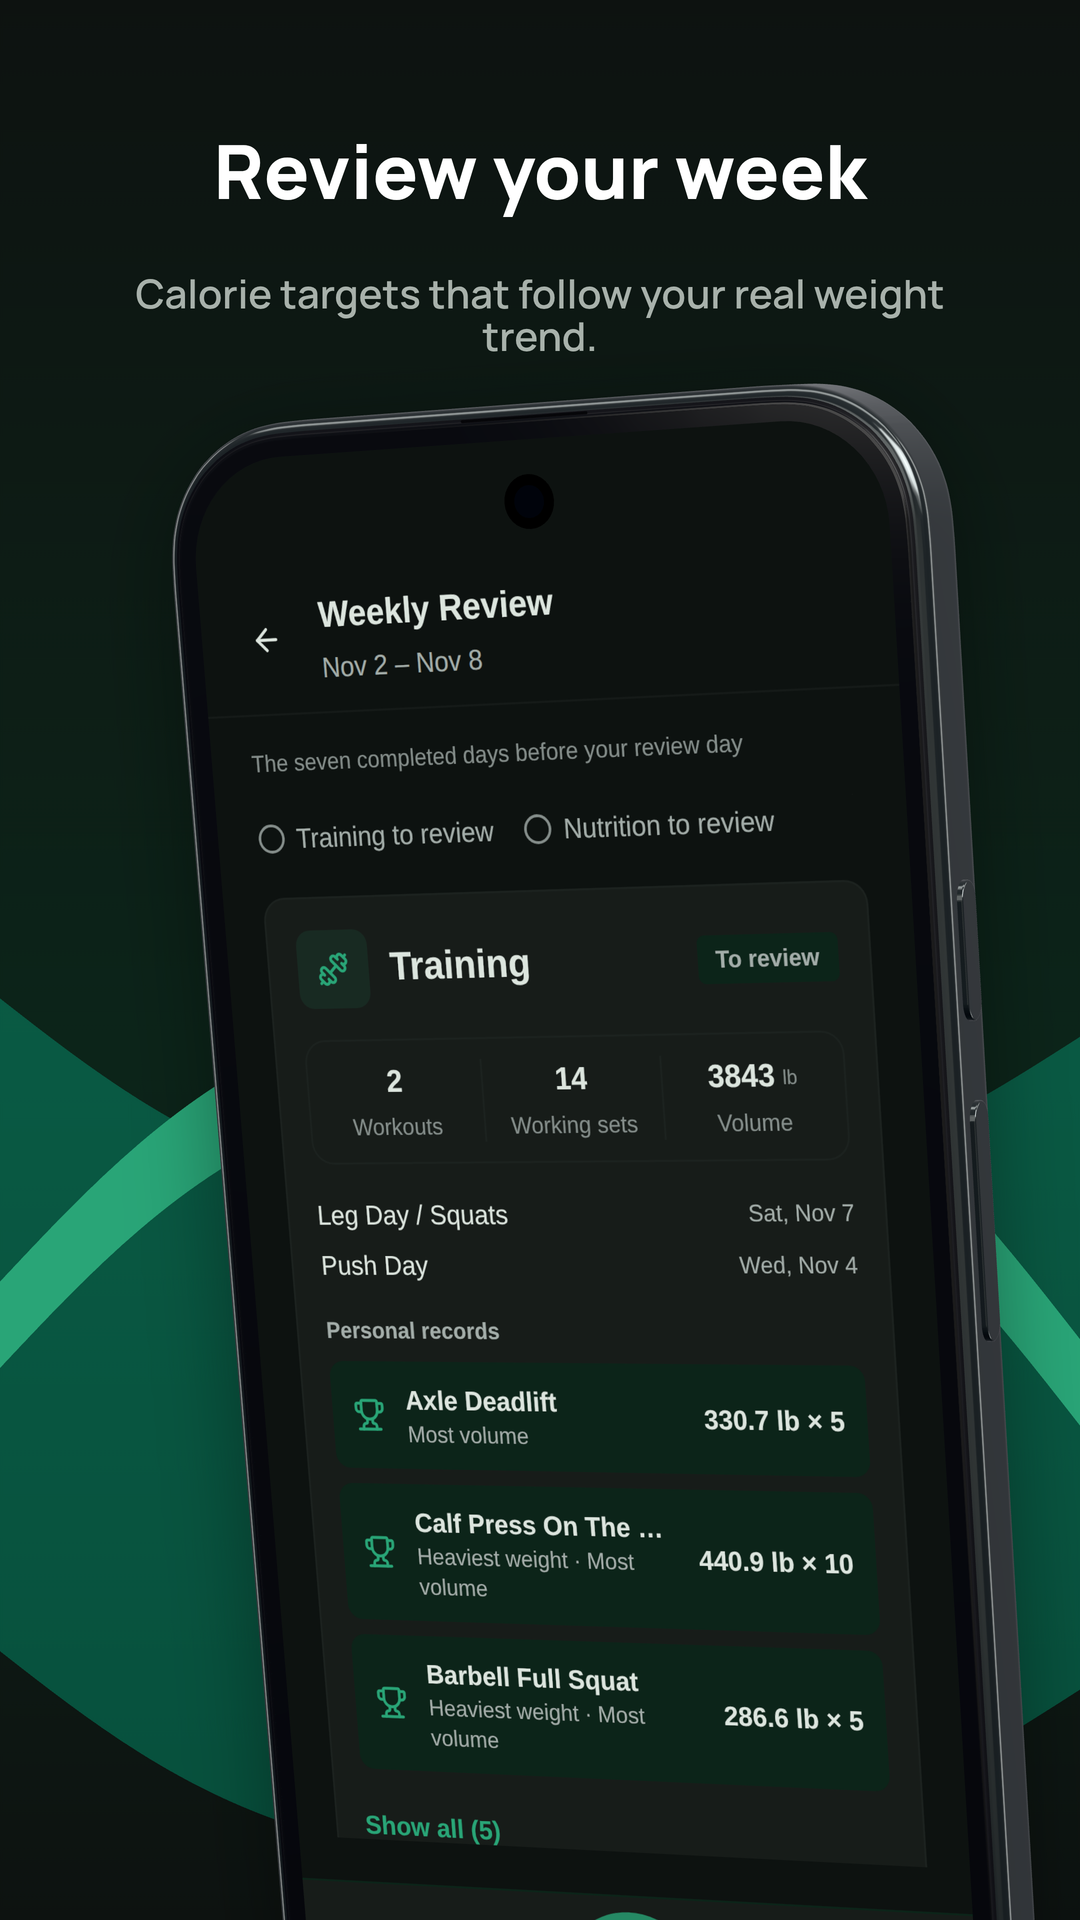 Review your week
Calorie targets that follow your real weight
trend.
Weekly Review
Nov 2 – Nov 8
The seven completed days before your review day
Training to review
Nutrition to review
Training
To review
2
14
3843 lb
Workouts
Working sets
Volume
Leg Day / Squats
Sat, Nov 7
Push Day
Wed, Nov 4
Personal records
Axle Deadlift
Most volume
330.7 lb × 5
Calf Press On The ...
Heaviest weight · Most
volume
440.9 lb × 10
Barbell Full Squat
Heaviest weight · Most
volume
286.6 lb × 5
Show all (5)